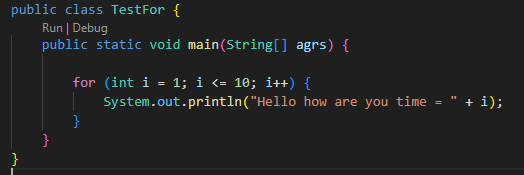 public class TestFor {
Run | Debug
public static void main(String[] agrs) {
for (int i = 1; i <= 10; i++) {
System.out.println("Hello how are you time = " + i);
}
}
}